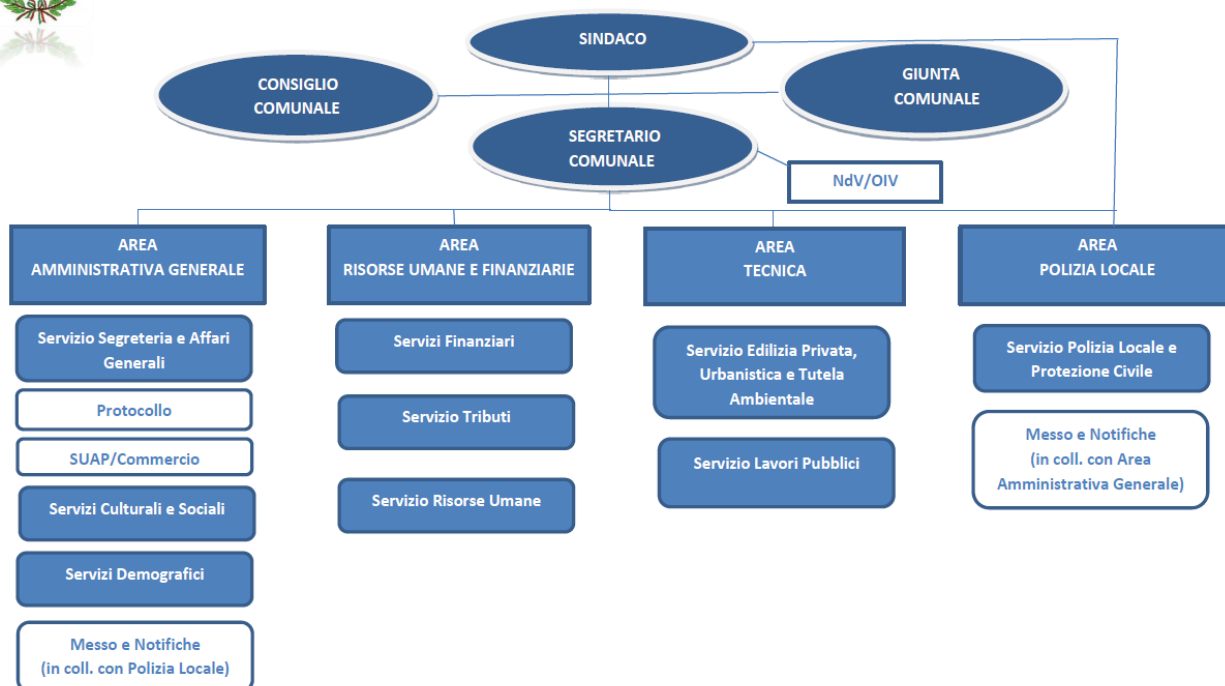 SINDACO
CONSIGLIO
COMUNALE
GIUNTA
COMUNALE
SEGRETARIO
COMUNALE
NdV/OIV
AREA
AMMINISTRATIVA GENERALE
Servizio Segreteria e Affari
Generali
Protocollo
SUAP/Commercio
Servizi Culturali e Sociali
Servizi Demografici
Messo e Notifiche
(in coll. con Polizia Locale)
AREA
RISORSE UMANE E FINANZIARIE
Servizi Finanziari
Servizio Tributi
Servizio Risorse Umane
AREA
TECNICA
Servizio Edilizia Privata,
Urbanistica e Tutela
Ambientale
Servizio Lavori Pubblici
AREA
POLIZIA LOCALE
Servizio Polizia Locale e
Protezione Civile
Messo e Notifiche
(in coll. con Area
Amministrativa Generale)